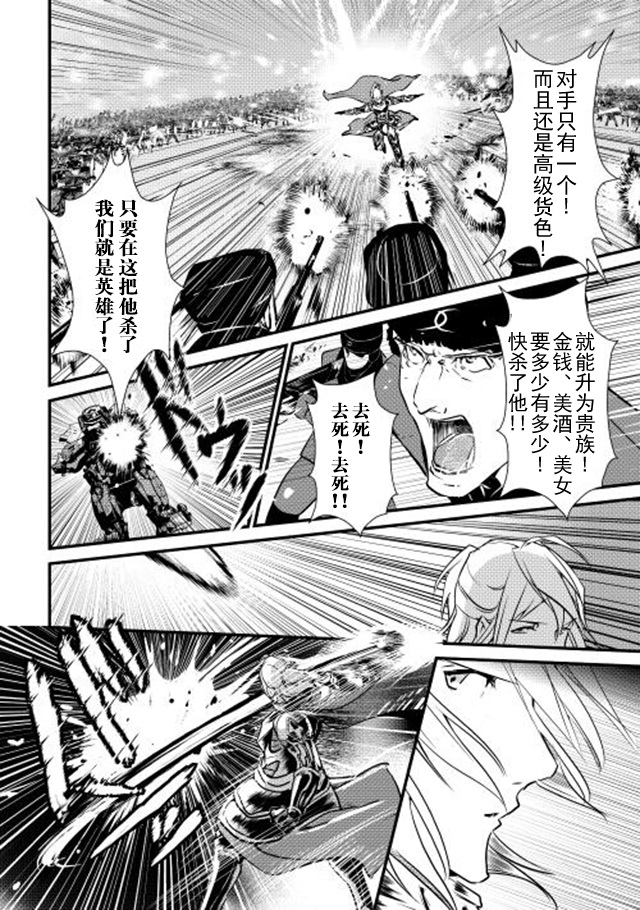 对手只有一个！
而且还是高级货色！
只要在这把他杀了
我们就是英雄了！
就能升为贵族！
金钱、美酒、美女
要多少有多少！
快杀了他!!
去死！
去死！去死!!